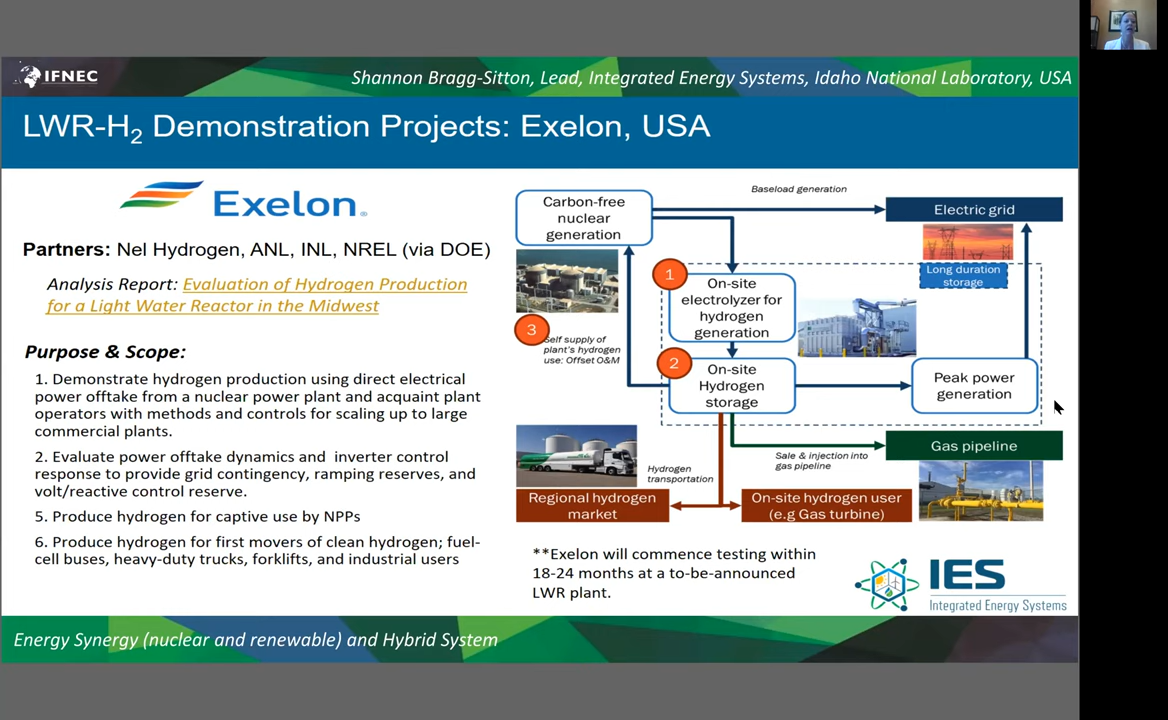 IFNEC
Shannon Bragg-Sitton, Lead, Integrated Energy Systems, Idaho National Laboratory, USA
LWR-H2 Demonstration Projects: Exelon, USA
Exelon®
Partners: Nel Hydrogen, ANL, INL, NREL (via DOE)
Analysis Report: Evaluation of Hydrogen Production
for a Light Water Reactor in the Midwest
Purpose & Scope:
1. Demonstrate hydrogen production using direct electrical
power offtake from a nuclear power plant and acquaint plant
operators with methods and controls for scaling up to large
commercial plants.
2. Evaluate power offtake dynamics and inverter control
response to provide grid contingency, ramping reserves, and
volt/reactive control reserve.
5. Produce hydrogen for captive use by NPPs
6. Produce hydrogen for first movers of clean hydrogen; fuel-
cell buses, heavy-duty trucks, forklifts, and industrial users
Carbon-free
nuclear
generation
Baseload generation
Electric grid
Long duration
storage
1
On-site
electrolyzer for
hydrogen
generation
3
Self supply of
plant's hydrogen
use: Offset O&M
2
On-site
Hydrogen
storage
Peak power
generation
Gas pipeline
Sale & injection into
gas pipeline
Hydrogen
transportation
Regional hydrogen
market
On-site hydrogen user
(e.g Gas turbine)
**Exelon will commence testing within
18-24 months at a to-be-announced
LWR plant.
IES
Integrated Energy Systems
Energy Synergy (nuclear and renewable) and Hybrid System